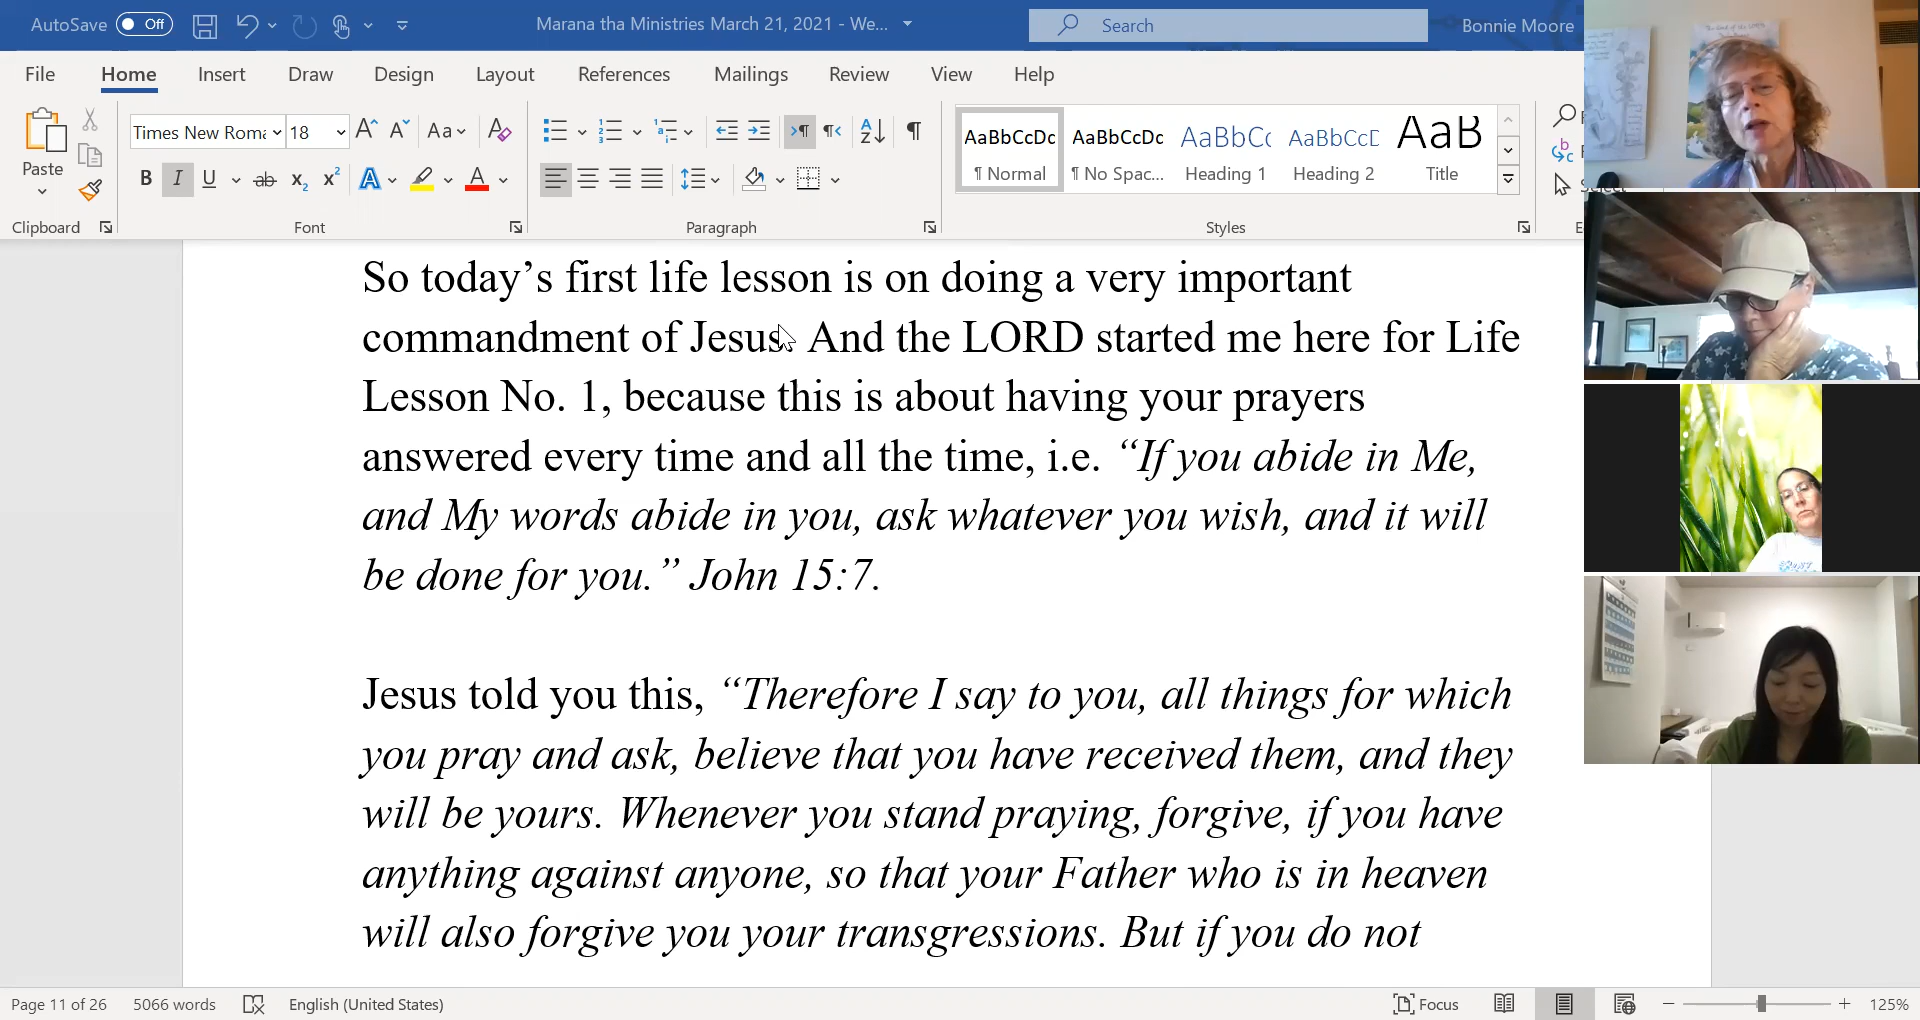 AutoSave Off
Marana tha Ministries March 21, 2021 - We...
Search
Bonnie Moore
File Home Insert Draw Design Layout References Mailings Review View Help
Paste
Times New Roma 18
Aa
B I U ab x2 x2 A A
AaBbCcDc AaBbCcDc AaBbCc AaBbCcE AaB
¶ Normal ¶ No Spac... Heading 1 Heading 2 Title
Select
Clipboard Font Paragraph Styles
So today’s first life lesson is on doing a very important
commandment of Jesus. And the LORD started me here for Life
Lesson No. 1, because this is about having your prayers
answered every time and all the time, i.e. “If you abide in Me,
and My words abide in you, ask whatever you wish, and it will
be done for you.” John 15:7.
Jesus told you this, “Therefore I say to you, all things for which
you pray and ask, believe that you have received them, and they
will be yours. Whenever you stand praying, forgive, if you have
anything against anyone, so that your Father who is in heaven
will also forgive you your transgressions. But if you do not
Page 11 of 26 5066 words English (United States) Focus 125%